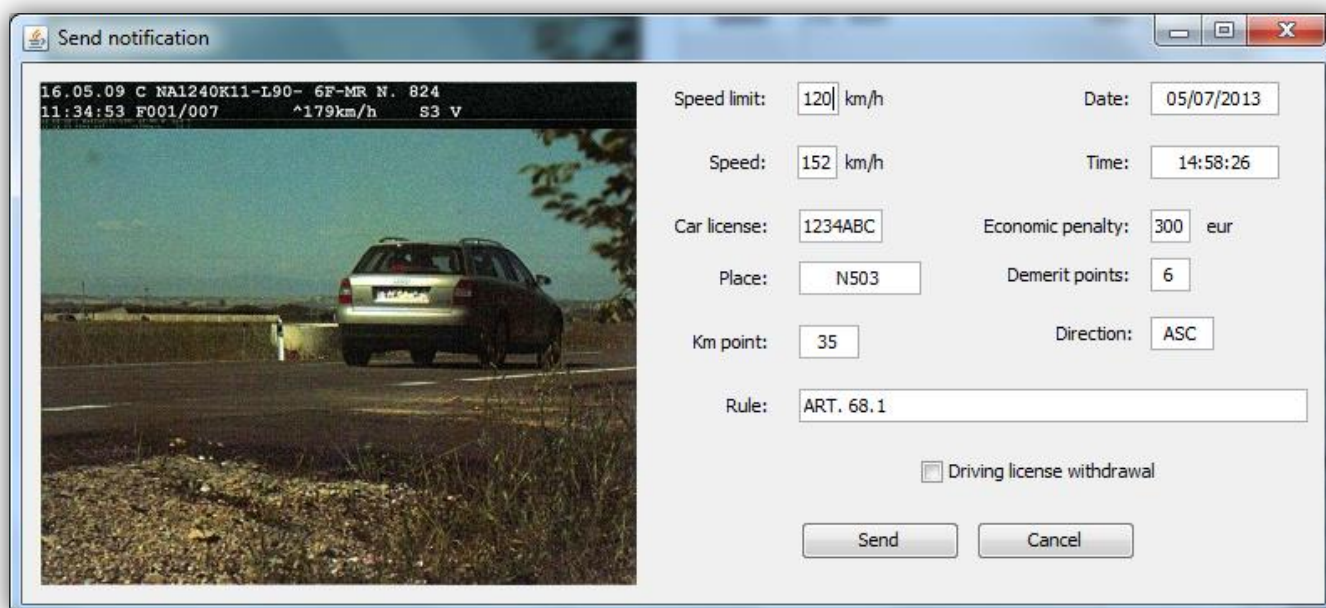 Send notification
16.05.09 C NA1240K11-L90- 6F-MR N. 824
11:34:53 F001/007 ^179km/h S3 V
Speed limit: 120 km/h Date: 05/07/2013
Speed: 152 km/h Time: 14:58:26
Car license: 1234ABC Economic penalty: 300 eur
Place: N503 Demerit points: 6
Km point: 35 Direction: ASC
Rule: ART. 68.1
Driving license withdrawal
Send Cancel